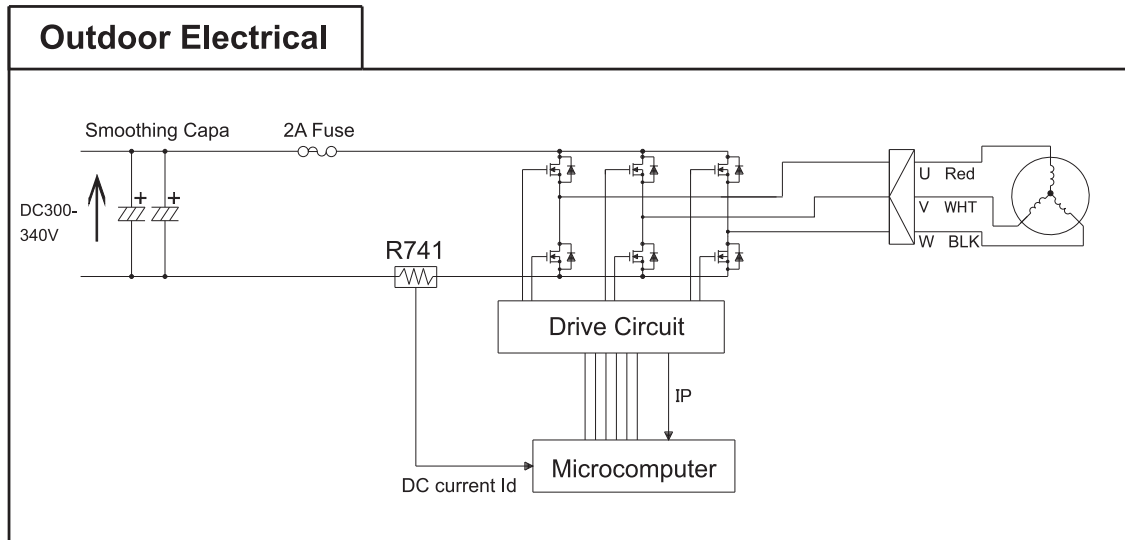 Outdoor Electrical
Smoothing Capa
2A Fuse
+
+
DC300-
340V
R741
U Red
V WHT
W BLK
Drive Circuit
IP
Microcomputer
DC current Id